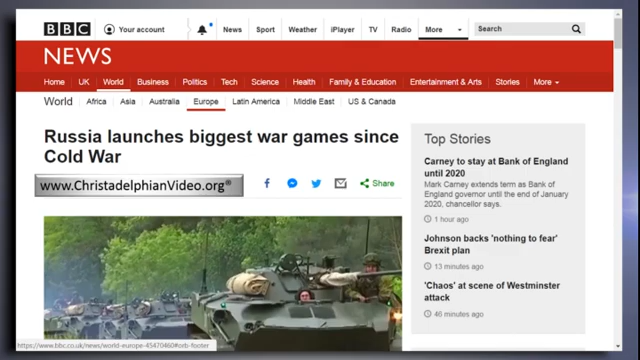 BBC Your account News Sport Weather iPlayer TV Radio More Search
NEWS
Home UK World Business Politics Tech Science Health Family & Education Entertainment & Arts Stories More
World Africa Asia Australia Europe Latin America Middle East US & Canada
Russia launches biggest war games since
Cold War
www.ChristadelphianVideo.org®
Share
Top Stories
Carney to stay at Bank of England
until 2020
Mark Carney extends term as Bank of
England governor until the end of January
2020, chancellor says.
1 hour ago
Johnson backs 'nothing to fear'
Brexit plan
13 minutes ago
'Chaos' at scene of Westminster
attack
46 minutes ago
https://www.bbc.co.uk/news/world-europe-45470460#orb-footer